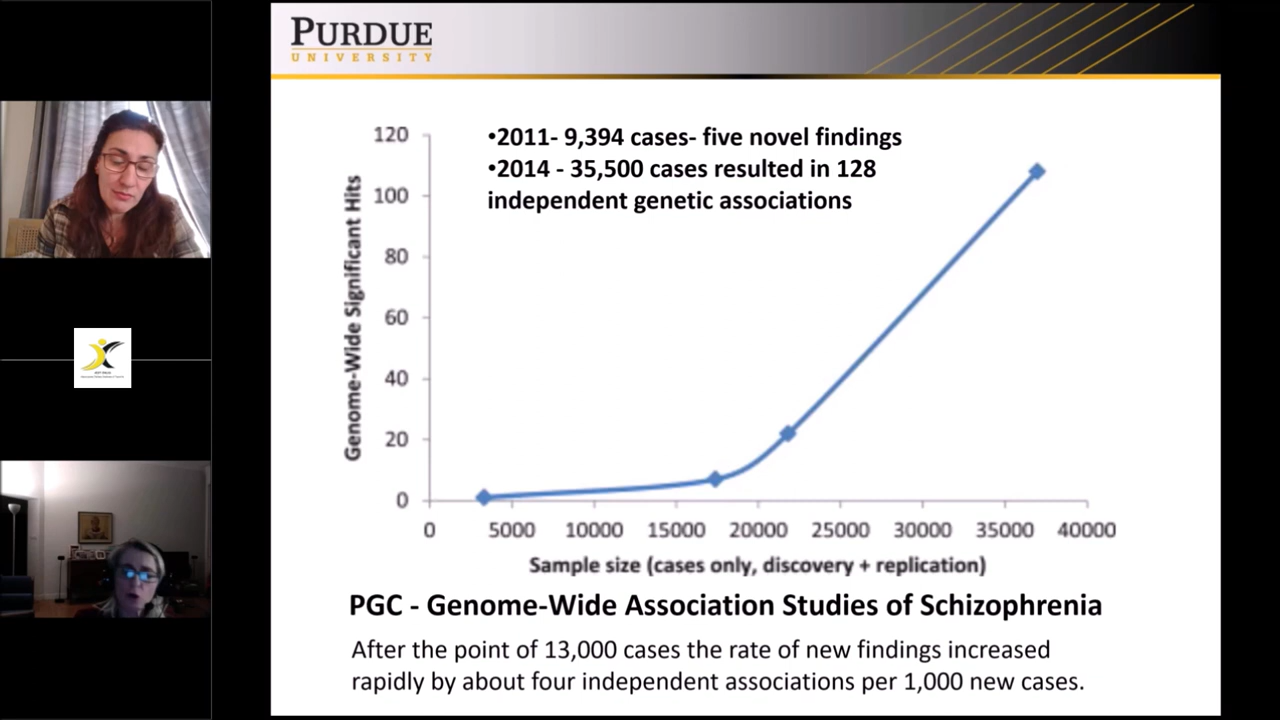 PURDUE
UNIVERSITY
•2011- 9,394 cases- five novel findings
•2014 - 35,500 cases resulted in 128
independent genetic associations
Genome-Wide Significant Hits
120
100
80
60
40
20
0
0 5000 10000 15000 20000 25000 30000 35000 40000
Sample size (cases only, discovery + replication)
PGC - Genome-Wide Association Studies of Schizophrenia
After the point of 13,000 cases the rate of new findings increased
rapidly by about four independent associations per 1,000 new cases.